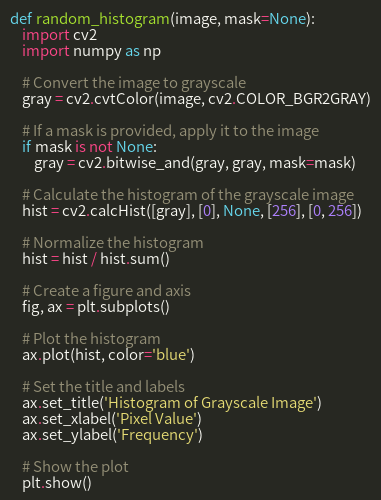 def random_histogram(image, mask=None):
import cv2
import numpy as np
# Convert the image to grayscale
gray = cv2.cvtColor(image, cv2.COLOR_BGR2GRAY)
# If a mask is provided, apply it to the image
if mask is not None:
gray = cv2.bitwise_and(gray, gray, mask=mask)
# Calculate the histogram of the grayscale image
hist = cv2.calcHist([gray], [0], None, [256], [0, 256])
# Normalize the histogram
hist = hist / hist.sum()
# Create a figure and axis
fig, ax = plt.subplots()
# Plot the histogram
ax.plot(hist, color='blue')
# Set the title and labels
ax.set_title('Histogram of Grayscale Image')
ax.set_xlabel('Pixel Value')
ax.set_ylabel('Frequency')
# Show the plot
plt.show()